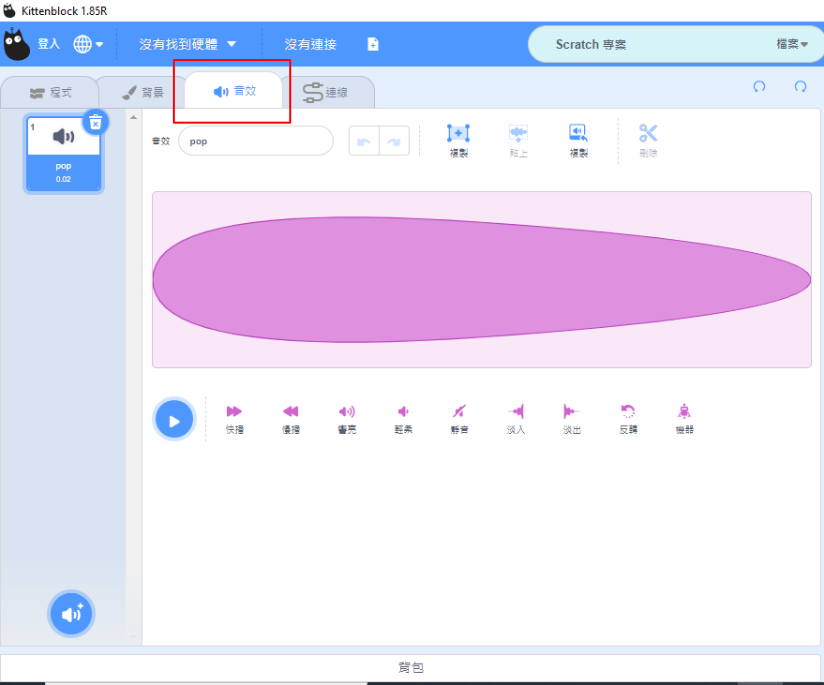 Kittenblock 1.85R
登入 沒有找到硬體 沒有連接 Scratch 專案 檔案
程式 背景 音效 連線
1
pop
0.02
音效 pop 複製 貼上 複製 刪除
快播 慢播 響亮 輕柔 靜音 淡入 淡出 反轉 機器
背包